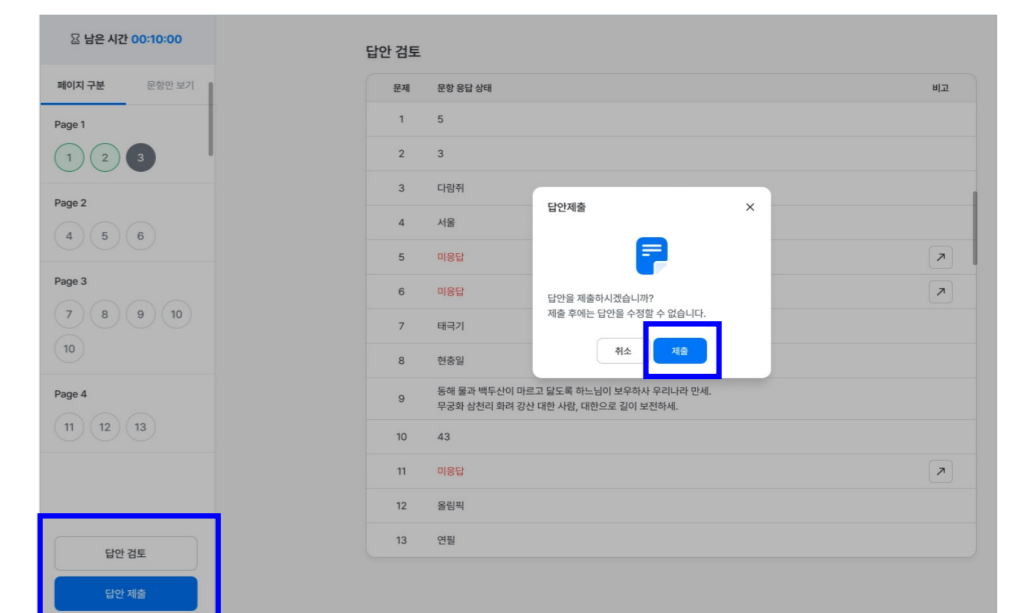 남은 시간 00:10:00
페이지 구분 문항만 보기
Page 1
1 2 3
Page 2
4 5 6
Page 3
7 8 9 10
10
Page 4
11 12 13
답안 검토
답안 제출
답안 검토
문제 문항 응답 상태 비고
1 5
2 3
3 다람쥐
4 서울
5 미응답
6 미응답
7 태극기
8 현충일
9 동해 물과 백두산이 마르고 닳도록 하느님이 보우하사 우리나라 만세.
무궁화 삼천리 화려 강산 대한 사람, 대한으로 길이 보전하세.
10 43
11 미응답
12 올림픽
13 연필
답안제출
답안을 제출하시겠습니까?
제출 후에는 답안을 수정할 수 없습니다.
취소 제출